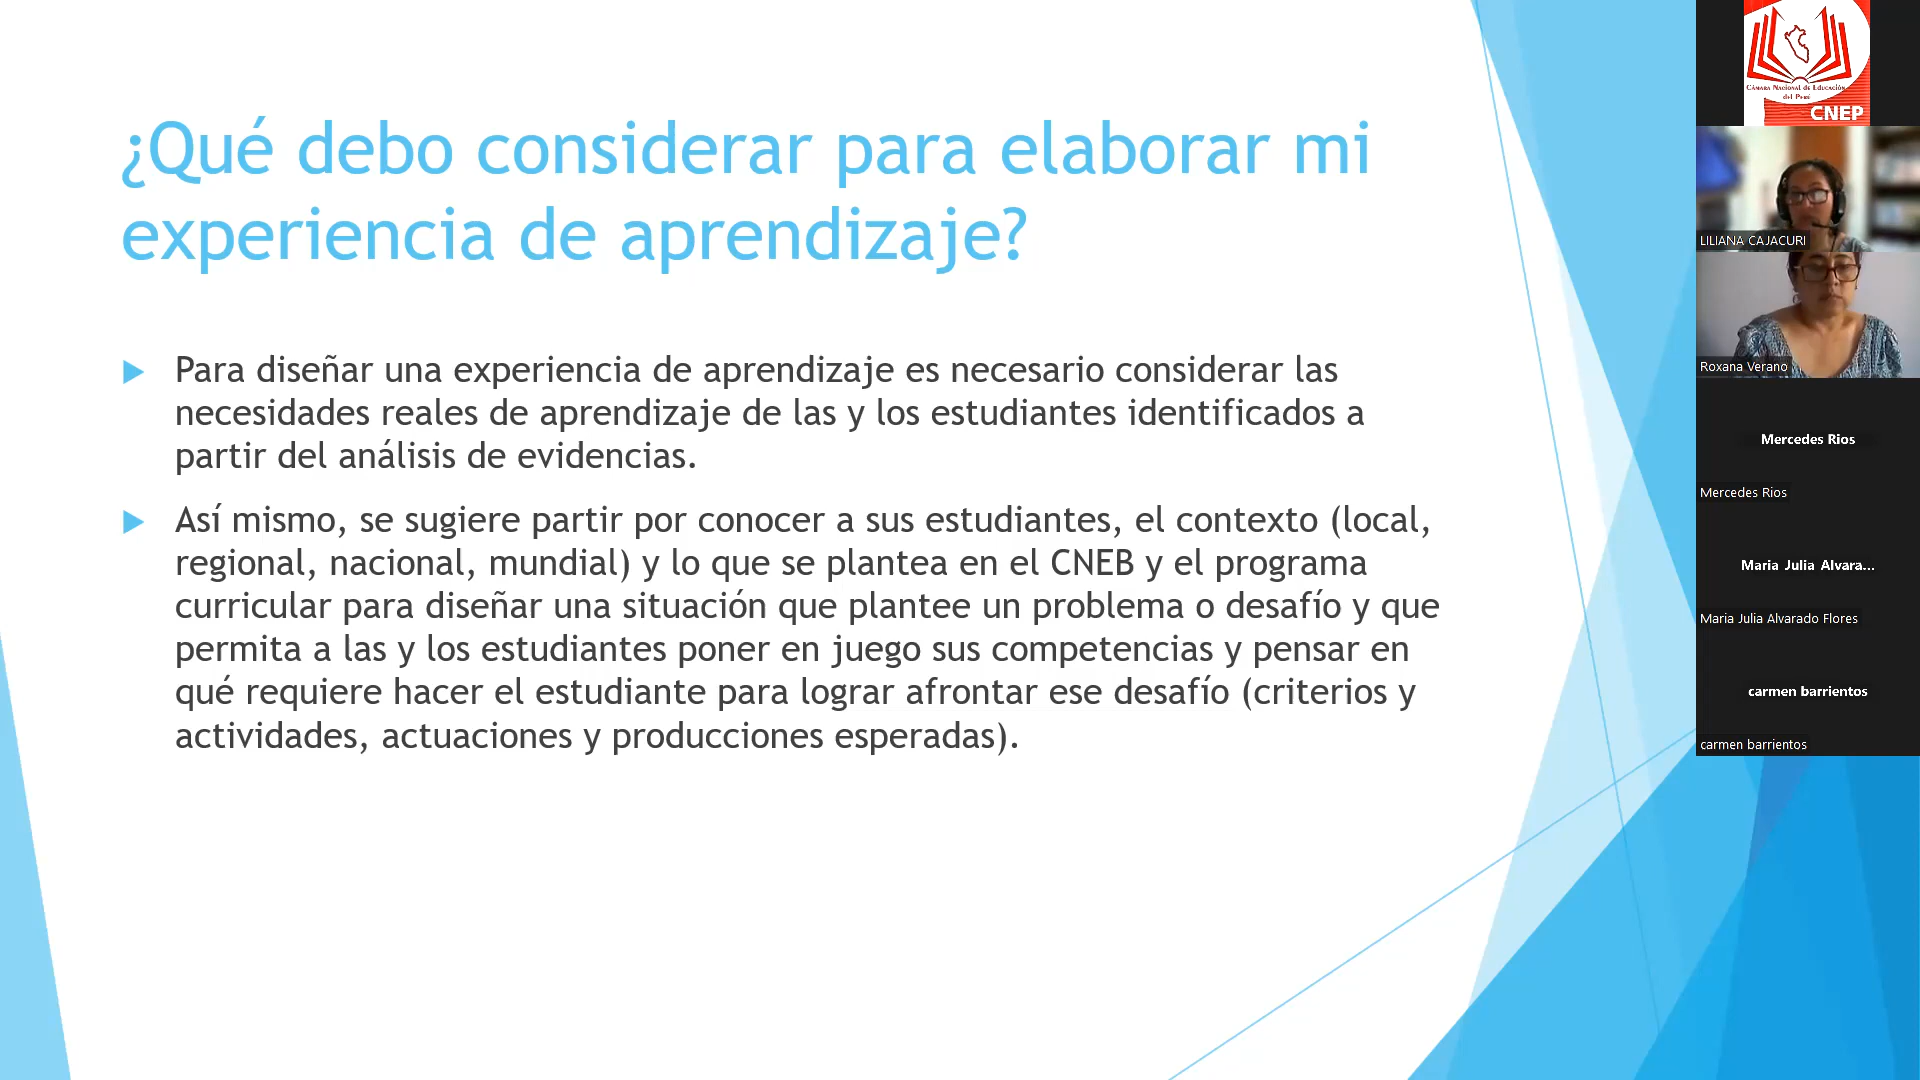 ¿Qué debo considerar para elaborar mi
experiencia de aprendizaje?
Para diseñar una experiencia de aprendizaje es necesario considerar las
necesidades reales de aprendizaje de las y los estudiantes identificados a
partir del análisis de evidencias.
Así mismo, se sugiere partir por conocer a sus estudiantes, el contexto (local,
regional, nacional, mundial) y lo que se plantea en el CNEB y el programa
curricular para diseñar una situación que plantee un problema o desafío y que
permita a las y los estudiantes poner en juego sus competencias y pensar en
qué requiere hacer el estudiante para lograr afrontar ese desafío (criterios y
actividades, actuaciones y producciones esperadas).
Cámara Nacional de Educación
del Perú
CNEP
LILIANA CAJACURI
Roxana Verano
Mercedes Rios
Mercedes Rios
Maria Julia Alvara...
Maria Julia Alvarado Flores
carmen barrientos
carmen barrientos